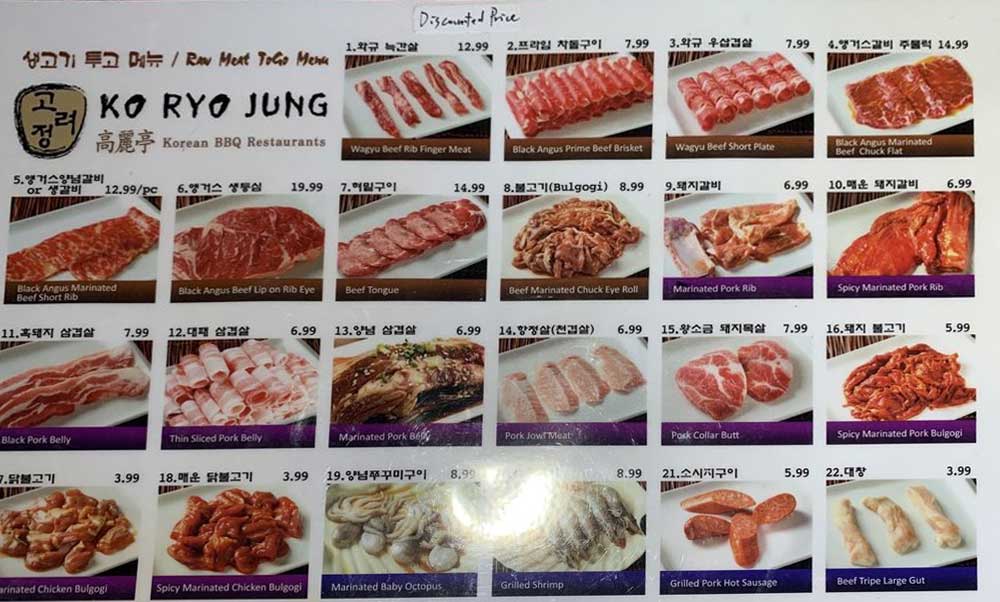 Discounted Price
생고기 투고 메뉴 / Raw Meat ToGo Menu
고려정
KO RYO JUNG
高麗亭 Korean BBQ Restaurants
1.와규 늑간살 12.99
Wagyu Beef Rib Finger Meat
2.프라임 차돌구이 7.99
Black Angus Prime Beef Brisket
3.와규 우삼겹살 7.99
Wagyu Beef Short Plate
4.앵거스갈비 주물럭 14.99
Black Angus Marinated
Beef Chuck Flat
5.앵거스양념갈비
or 생갈비 12.99/pc
Black Angus Marinated
Beef Short Rib
6.앵거스 생등심 19.99
Black Angus Beef Lip on Rib Eye
7.혀밑구이 14.99
Beef Tongue
8.불고기(Bulgogi) 8.99
Beef Marinated Chuck Eye Roll
9.돼지갈비 6.99
Marinated Pork Rib
10.매운 돼지갈비 6.99
Spicy Marinated Pork Rib
11.흑돼지 삼겹살 7.99
Black Pork Belly
12.대패 삼겹살 6.99
Thin Sliced Pork Belly
13.양념 삼겹살 6.99
Marinated Pork Belly
14.항정살(천겹살) 6.99
Pork Jowl Meat
15.왕소금 돼지목살 7.99
Pork Collar Butt
16.돼지 불고기 5.99
Spicy Marinated Pork Bulgogi
7.닭불고기 3.99
arinated Chicken Bulgogi
18.매운 닭불고기 3.99
Spicy Marinated Chicken Bulgogi
19.양념쭈꾸미구이 8.99
Marinated Baby Octopus
8.99
Grilled Shrimp
21.소시지구이 5.99
Grilled Pork Hot Sausage
22.대창 3.99
Beef Tripe Large Gut